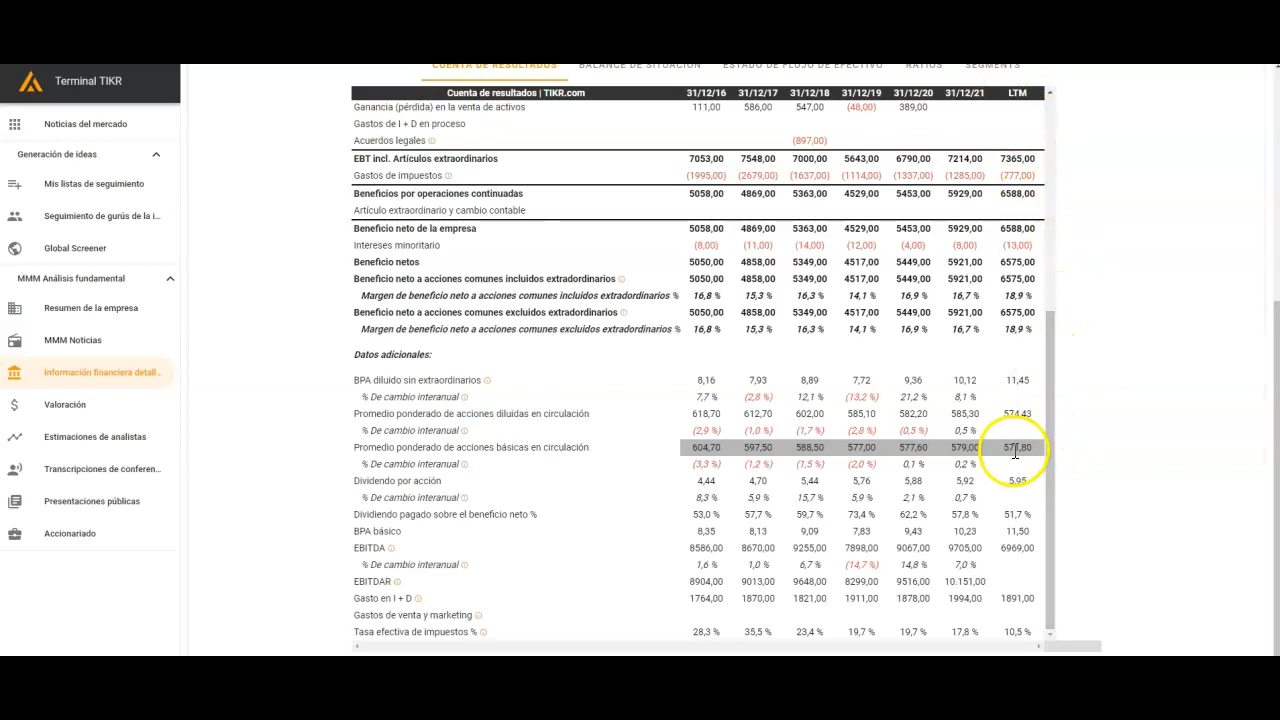 Terminal TIKR
Noticias del mercado
Generación de ideas
Mis listas de seguimiento
Seguimiento de gurús de la i...
Global Screener
MMM Análisis fundamental
Resumen de la empresa
MMM Noticias
Información financiera detall...
Valoración
Estimaciones de analistas
Transcripciones de conferen...
Presentaciones públicas
Accionariado
CUENTA DE RESULTADOS BALANCE DE SITUACIÓN ESTADO DE FLUJO DE EFECTIVO RATIOS SEGMENTS
Cuenta de resultados | TIKR.com 31/12/16 31/12/17 31/12/18 31/12/19 31/12/20 31/12/21 LTM
Ganancia (pérdida) en la venta de activos 111,00 586,00 547,00 (48,00) 389,00
Gastos de I + D en proceso
Acuerdos legales (897,00)
EBT incl. Artículos extraordinarios 7053,00 7548,00 7000,00 5643,00 6790,00 7214,00 7365,00
Gastos de impuestos (1995,00) (2679,00) (1637,00) (1114,00) (1337,00) (1285,00) (777,00)
Beneficios por operaciones continuadas 5058,00 4869,00 5363,00 4529,00 5453,00 5929,00 6588,00
Artículo extraordinario y cambio contable
Beneficio neto de la empresa 5058,00 4869,00 5363,00 4529,00 5453,00 5929,00 6588,00
Intereses minoritario (8,00) (11,00) (14,00) (12,00) (4,00) (8,00) (13,00)
Beneficio netos 5050,00 4858,00 5349,00 4517,00 5449,00 5921,00 6575,00
Beneficio neto a acciones comunes incluidos extradordinarios 5050,00 4858,00 5349,00 4517,00 5449,00 5921,00 6575,00
Margen de beneficio neto a acciones comunes incluidos extradordinarios % 16,8 % 15,3 % 16,3 % 14,1 % 16,9 % 16,7 % 18,9 %
Beneficio neto a acciones comunes excluidos extradordinarios 5050,00 4858,00 5349,00 4517,00 5449,00 5921,00 6575,00
Margen de beneficio neto a acciones comunes excluidos extradordinarios % 16,8 % 15,3 % 16,3 % 14,1 % 16,9 % 16,7 % 18,9 %
Datos adicionales:
BPA diluido sin extraordinarios 8,16 7,93 8,89 7,72 9,36 10,12 11,45
% De cambio interanual 7,7 % (2,8 %) 12,1 % (13,2 %) 21,2 % 8,1 %
Promedio ponderado de acciones diluidas en circulación 618,70 612,70 602,00 585,10 582,20 585,30 574,43
% De cambio interanual (2,9 %) (1,0 %) (1,7 %) (2,8 %) (0,5 %) 0,5 %
Promedio ponderado de acciones básicas en circulación 604,70 597,50 588,50 577,00 577,60 579,00
% De cambio interanual (3,3 %) (1,2 %) (1,5 %) (2,0 %) 0,1 % 0,2 %
Dividendo por acción 4,44 4,70 5,44 5,76 5,88 5,92 5,95
% De cambio interanual 8,3 % 5,9 % 15,7 % 5,9 % 2,1 % 0,7 %
Dividiendo pagado sobre el beneficio neto % 53,0 % 57,7 % 59,7 % 73,4 % 62,2 % 57,8 % 51,7 %
BPA básico 8,35 8,13 9,09 7,83 9,43 10,23 11,50
EBITDA 8586,00 8670,00 9255,00 7898,00 9067,00 9705,00 6969,00
% De cambio interanual 1,6 % 1,0 % 6,7 % (14,7 %) 14,8 % 7,0 %
EBITDAR 8904,00 9013,00 9648,00 8299,00 9516,00 10.151,00
Gasto en I + D 1764,00 1870,00 1821,00 1911,00 1878,00 1994,00 1891,00
Gastos de venta y marketing
Tasa efectiva de impuestos % 28,3 % 35,5 % 23,4 % 19,7 % 19,7 % 17,8 % 10,5 %